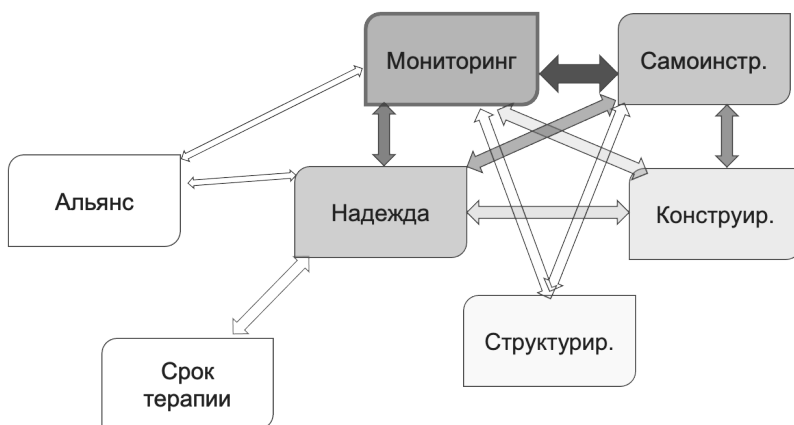 Мониторинг
Самоинстр.
Альянс
Надежда
Конструир.
Структурир.
Срок
терапии